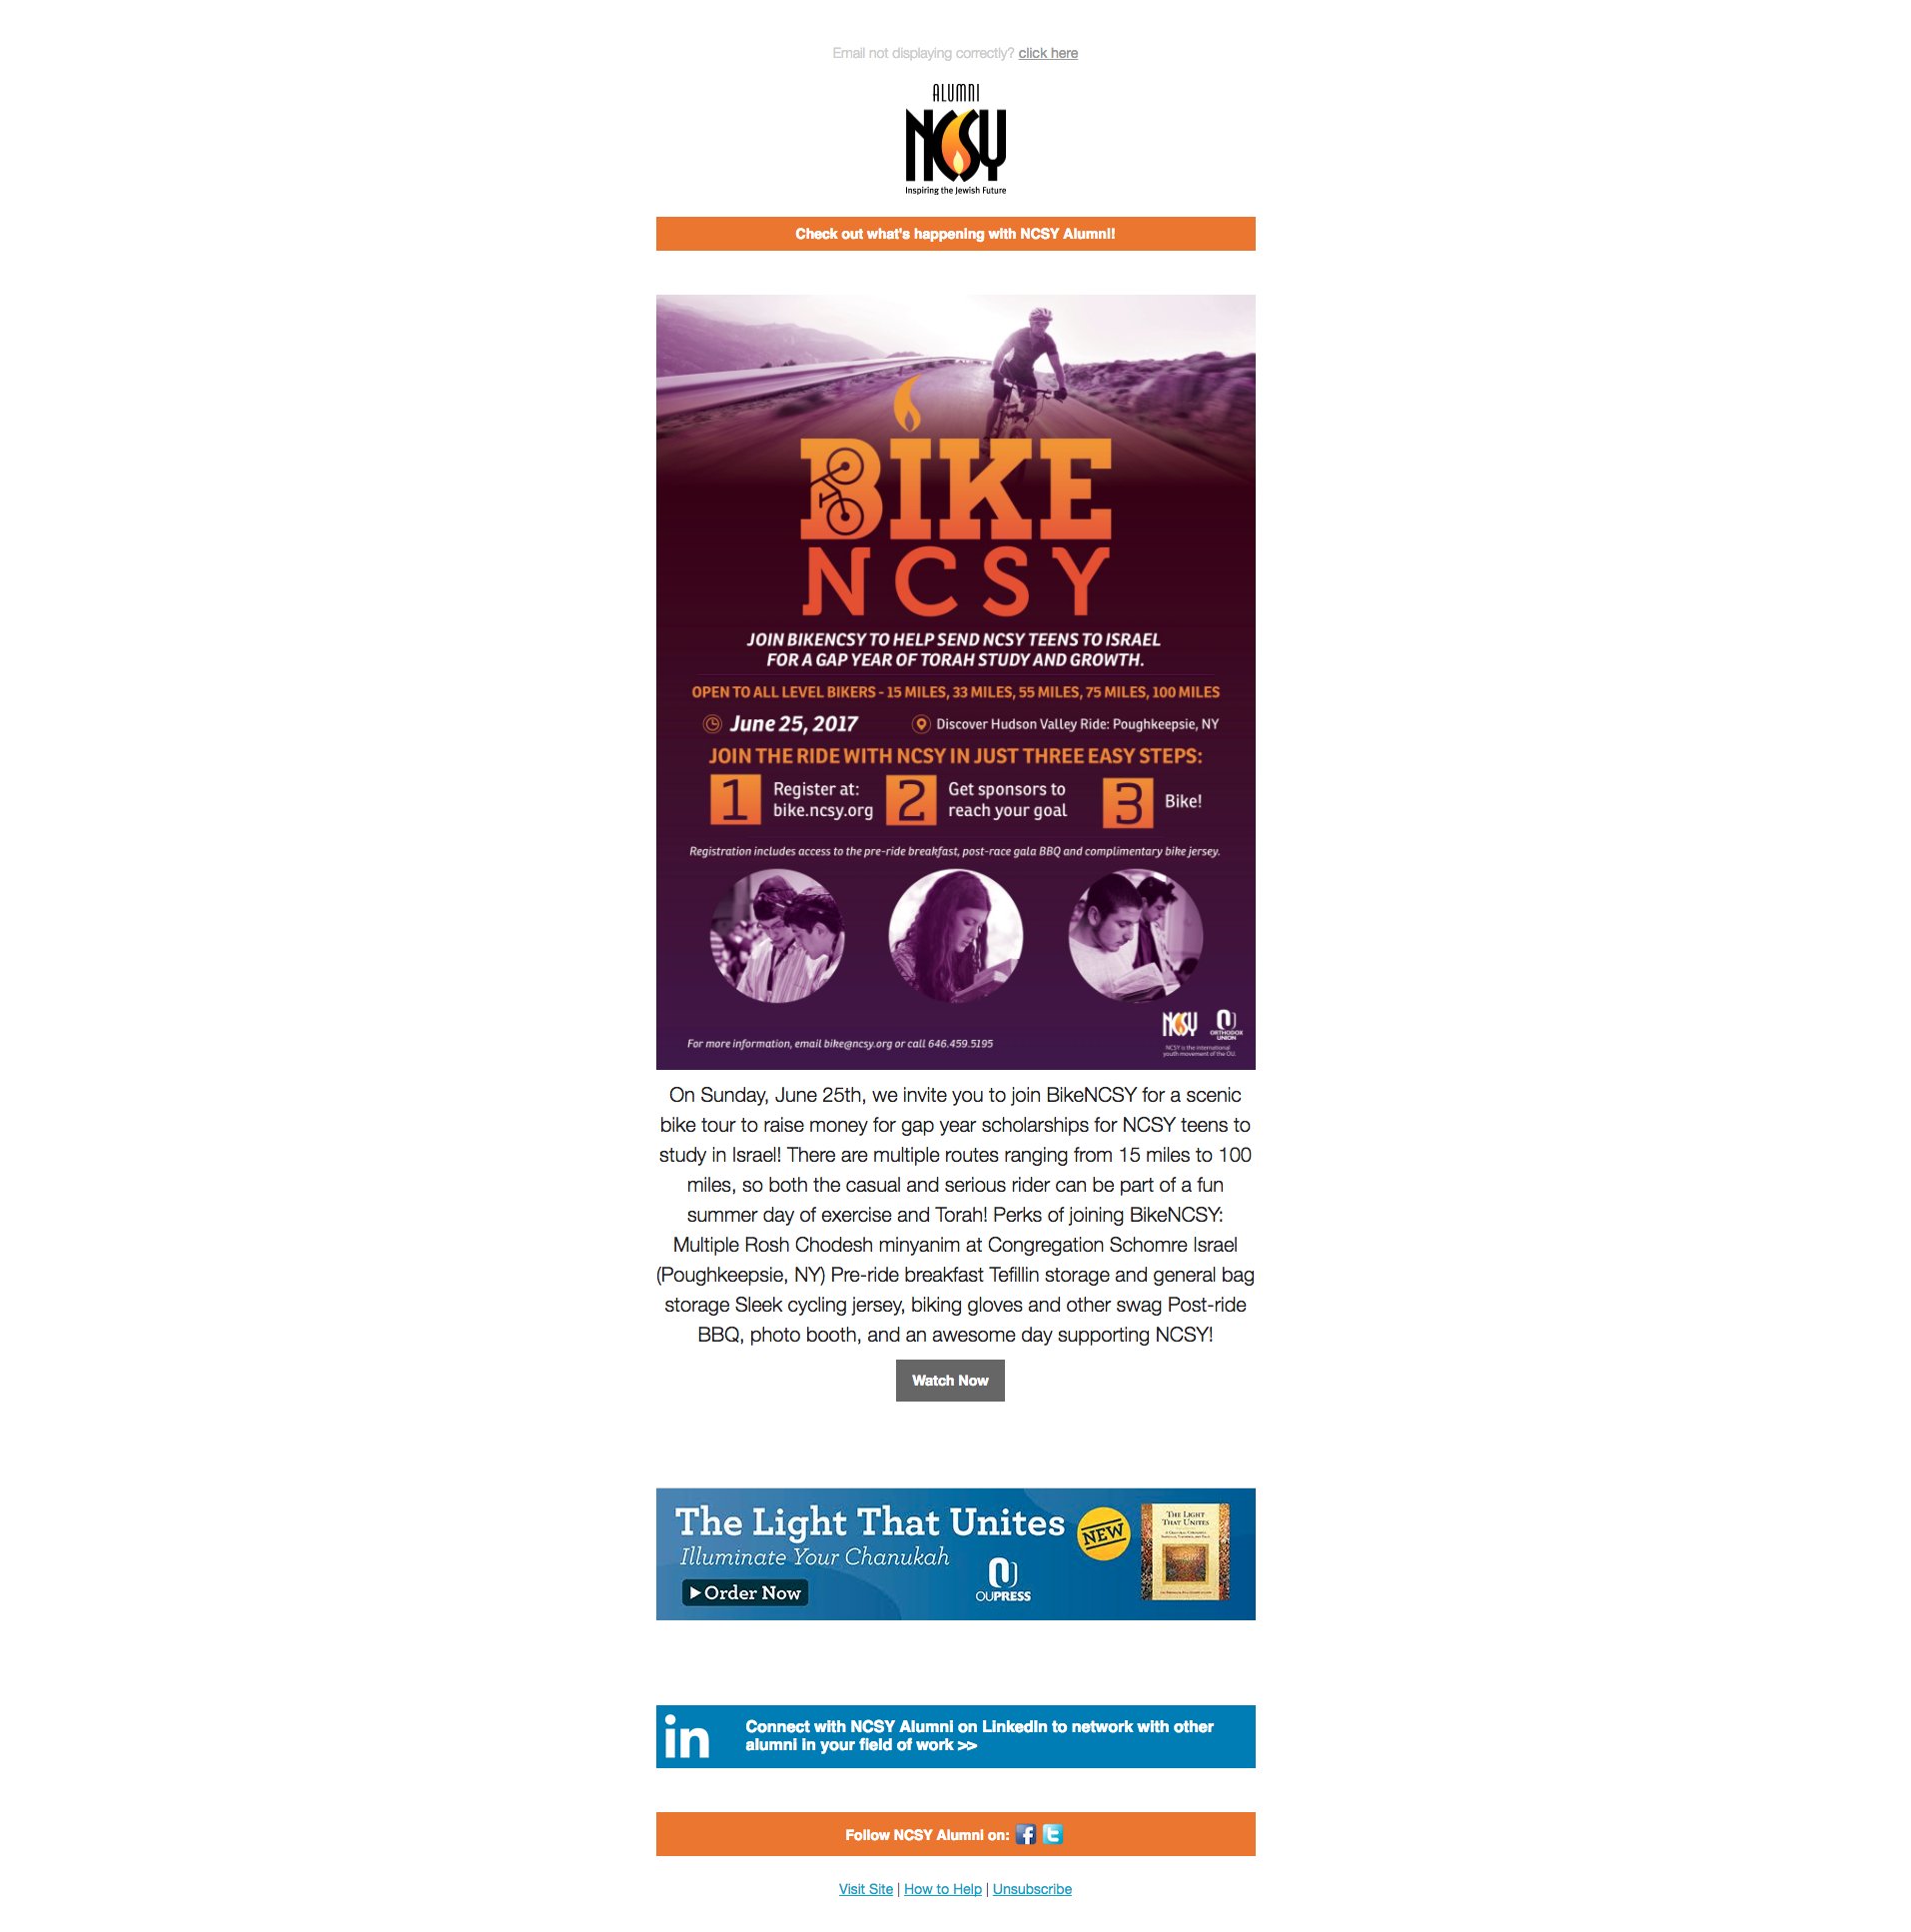 Email not displaying correctly? click here
ALUMNI
NCSY
Inspiring the Jewish Future
Check out what's happening with NCSY Alumni!
BIKE
NCSY
JOIN BIKENCSY TO HELP SEND NCSY TEENS TO ISRAEL
FOR A GAP YEAR OF TORAH STUDY AND GROWTH.
OPEN TO ALL LEVEL BIKERS - 15 MILES, 33 MILES, 55 MILES, 75 MILES, 100 MILES
June 25, 2017 Discover Hudson Valley Ride: Poughkeepsie, NY
JOIN THE RIDE WITH NCSY IN JUST THREE EASY STEPS:
1 Register at:
bike.ncsy.org
2 Get sponsors to
reach your goal
3 Bike!
Registration includes access to the pre-ride breakfast, post-race gala BBQ and complimentary bike jersey.
NCSY
ORTHODOX
UNION
NCSY is the international
youth movement of the OU.
For more information, email bike@ncsy.org or call 646.459.5195
On Sunday, June 25th, we invite you to join BikeNCSY for a scenic
bike tour to raise money for gap year scholarships for NCSY teens to
study in Israel! There are multiple routes ranging from 15 miles to 100
miles, so both the casual and serious rider can be part of a fun
summer day of exercise and Torah! Perks of joining BikeNCSY:
Multiple Rosh Chodesh minyanim at Congregation Schomre Israel
(Poughkeepsie, NY) Pre-ride breakfast Tefillin storage and general bag
storage Sleek cycling jersey, biking gloves and other swag Post-ride
BBQ, photo booth, and an awesome day supporting NCSY!
Watch Now
The Light That Unites
Illuminate Your Chanukah
Order Now
OUPRESS
NEW
THE LIGHT
THAT UNITES
in
Connect with NCSY Alumni on LinkedIn to network with other
alumni in your field of work >>
Follow NCSY Alumni on:
Visit Site | How to Help | Unsubscribe